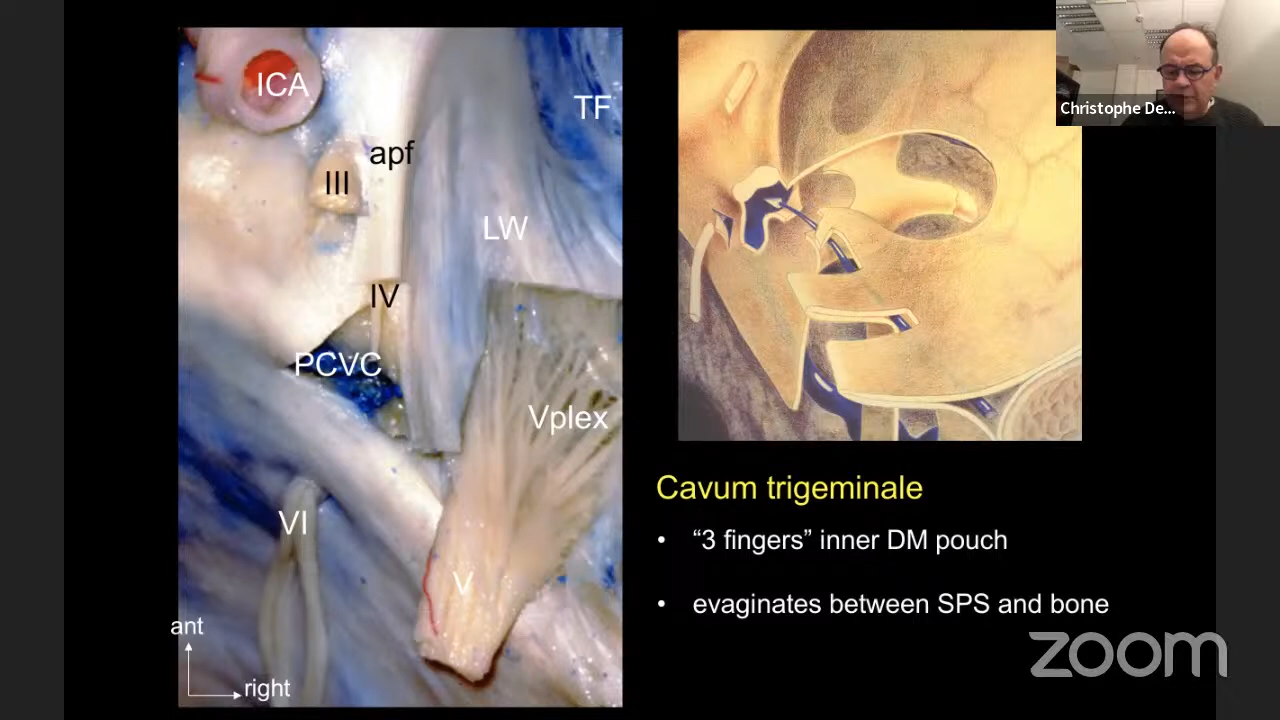 ICA
TF
apf
III
LW
IV
PCVC
Vplex
VI
V
ant
right
Christophe De...
Cavum trigeminale
• “3 fingers” inner DM pouch
• evaginates between SPS and bone
zoom